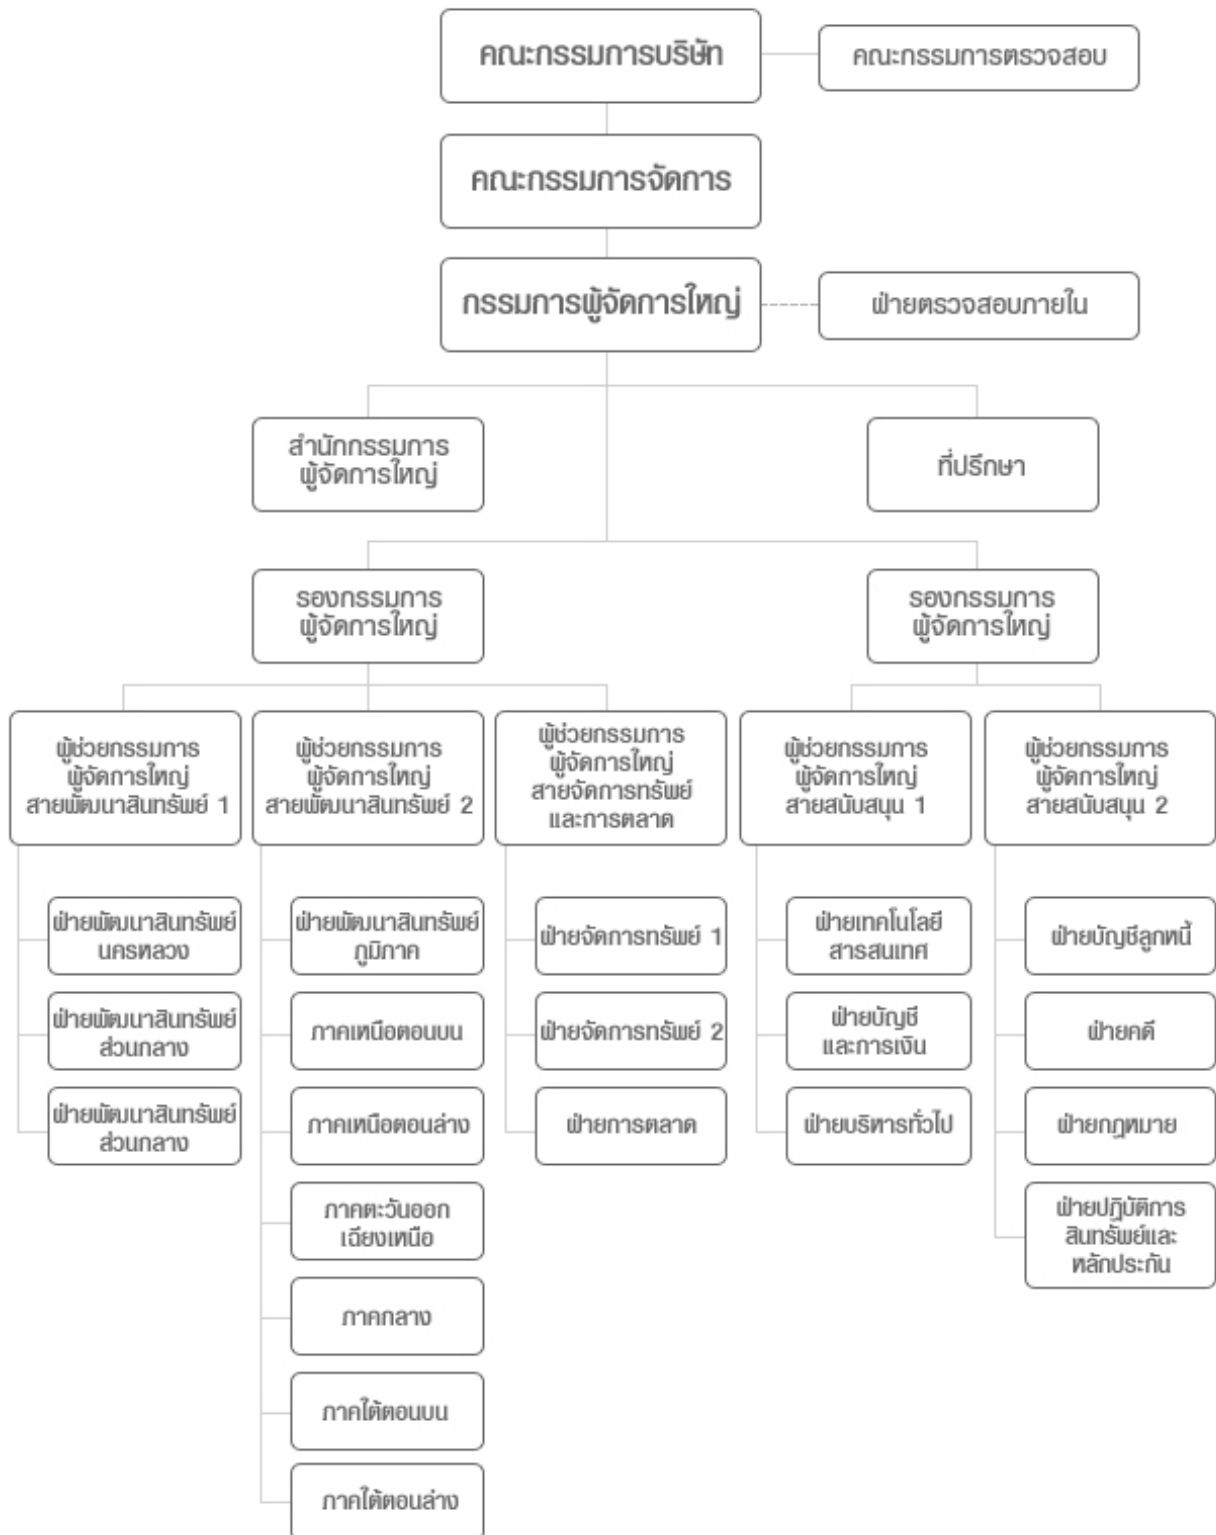 คณะกรรมการบริษัท
คณะกรรมการตรวจสอบ
คณะกรรมการจัดการ
กรรมการผู้จัดการใหญ่
ฝ่ายตรวจสอบภายใน
สำนักกรรมการ
ผู้จัดการใหญ่
ที่ปรึกษา
รองกรรมการ
ผู้จัดการใหญ่
รองกรรมการ
ผู้จัดการใหญ่
ผู้ช่วยกรรมการ
ผู้จัดการใหญ่
สายพัฒนาสินทรัพย์ 1
ผู้ช่วยกรรมการ
ผู้จัดการใหญ่
สายพัฒนาสินทรัพย์ 2
ผู้ช่วยกรรมการ
ผู้จัดการใหญ่
สายจัดการทรัพย์
และการตลาด
ผู้ช่วยกรรมการ
ผู้จัดการใหญ่
สายสนับสนุน 1
ผู้ช่วยกรรมการ
ผู้จัดการใหญ่
สายสนับสนุน 2
ฝ่ายพัฒนาสินทรัพย์
นครหลวง
ฝ่ายพัฒนาสินทรัพย์
ส่วนกลาง
ฝ่ายพัฒนาสินทรัพย์
ส่วนกลาง
ฝ่ายพัฒนาสินทรัพย์
ภูมิภาค
ภาคเหนือตอนบน
ภาคเหนือตอนล่าง
ภาคตะวันออก
เฉียงเหนือ
ภาคกลาง
ภาคใต้ตอนบน
ภาคใต้ตอนล่าง
ฝ่ายจัดการทรัพย์ 1
ฝ่ายจัดการทรัพย์ 2
ฝ่ายการตลาด
ฝ่ายเทคโนโลยี
สารสนเทศ
ฝ่ายบัญชี
และการเงิน
ฝ่ายบริหารทั่วไป
ฝ่ายบัญชีลูกหนี้
ฝ่ายคดี
ฝ่ายกฎหมาย
ฝ่ายปฏิบัติการ
สินทรัพย์และ
หลักประกัน